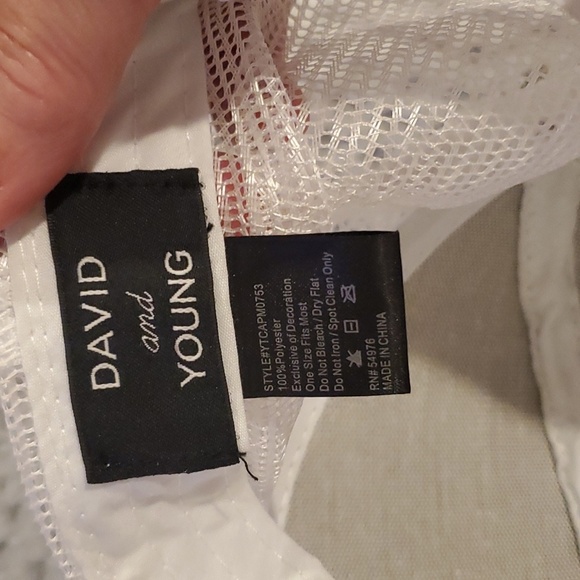 DAVID
and
YOUNG
STYLE#YTCAPM0753
100%Polyester
Exclusive of Decoration
One Size Fits Most
Do Not Bleach / Dry Flat
Do Not Iron / Spot Clean Only
RN# 54976
MADE IN CHINA